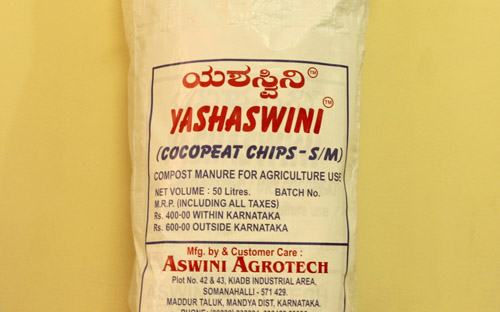 ಯಶಸ್ವಿನಿ TM
YASHASWINI TM
(COCOPEAT CHIPS - S/M)
COMPOST MANURE FOR AGRICULTURE USE
NET VOLUME : 50 Litres. BATCH No.
M.R.P. (INCLUDING ALL TAXES)
Rs. 400-00 WITHIN KARNATAKA
Rs. 600-00 OUTSIDE KARNATAKA
Mfg. by & Customer Care :
ASWINI AGROTECH
Plot No. 42 & 43, KIADB INDUSTRIAL AREA,
SOMANAHALLI - 571 429.
MADDUR TALUK, MANDYA DIST, KARNATAKA.
PHONE: